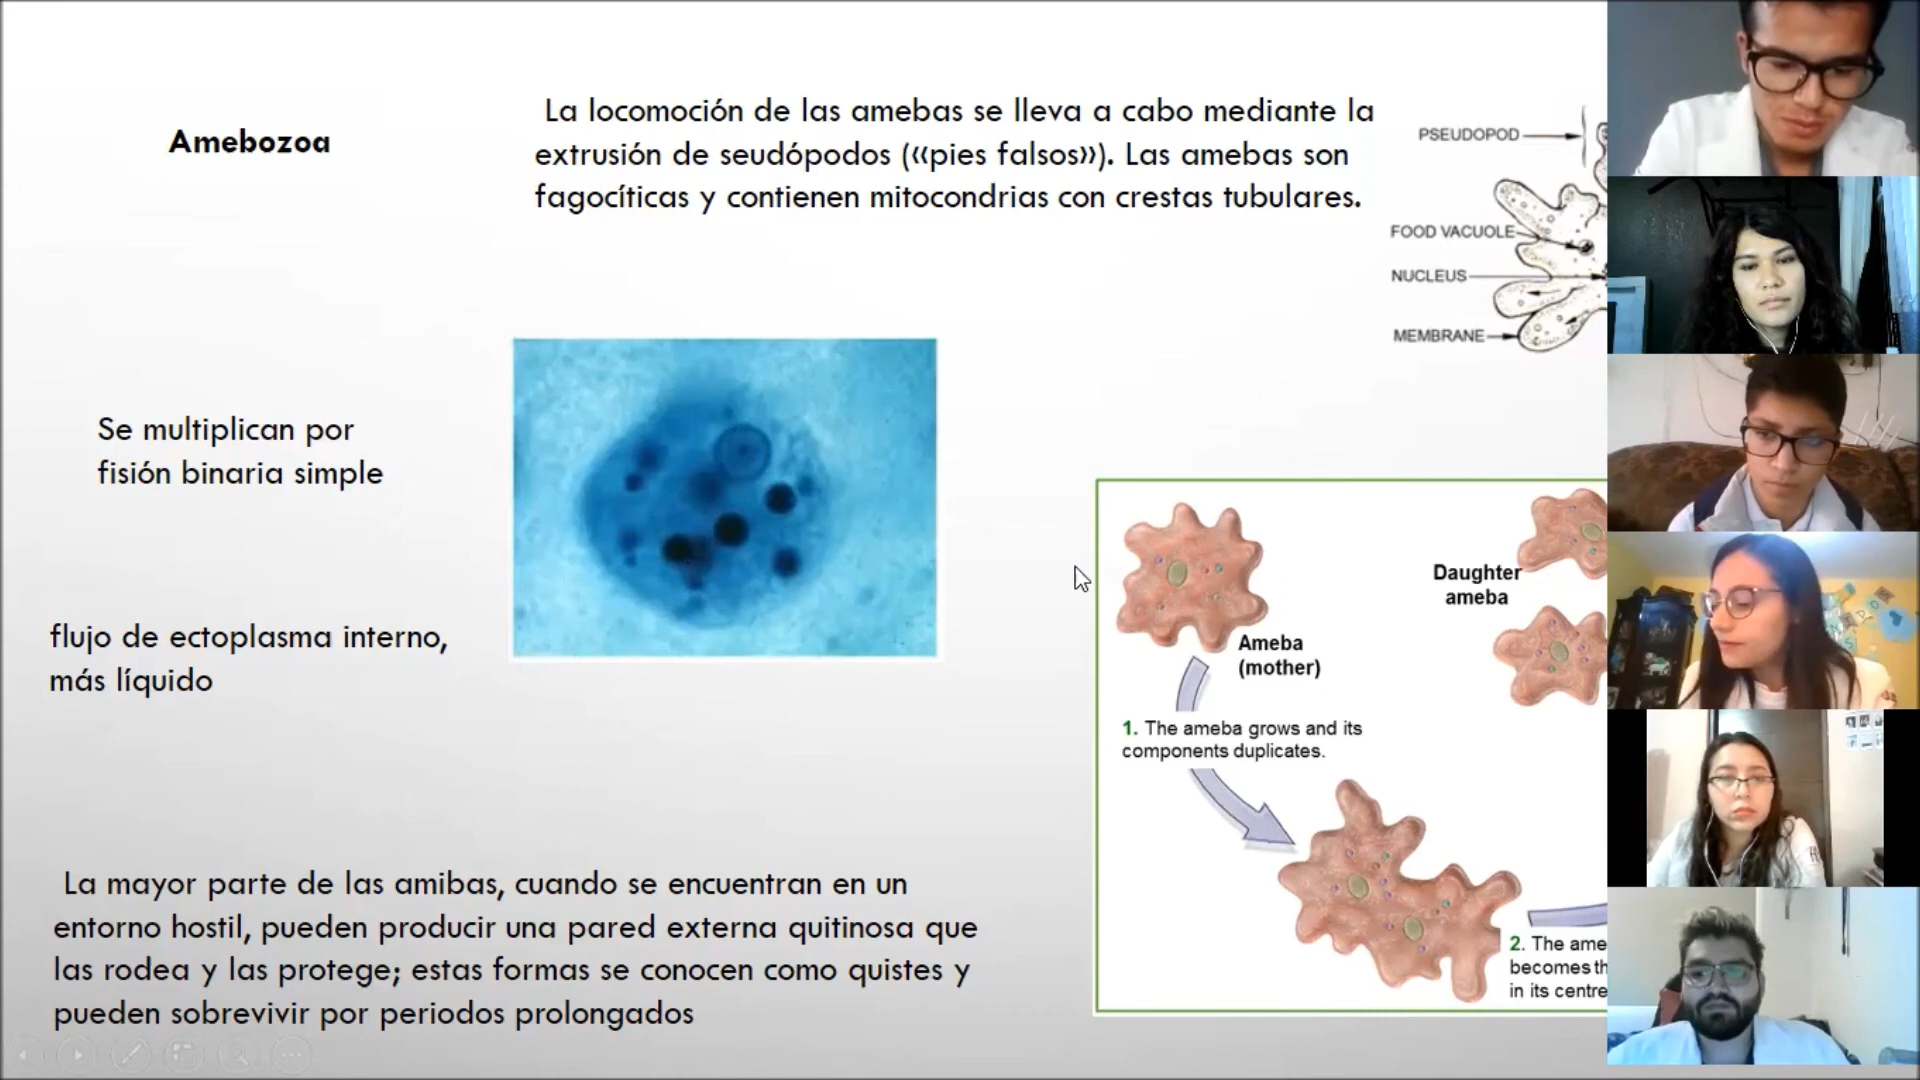 Amebozoa
La locomoción de las amebas se lleva a cabo mediante la
extrusión de seudópodos («pies falsos»). Las amebas son
fagocíticas y contienen mitocondrias con crestas tubulares.
PSEUDOPOD
FOOD VACUOLE
NUCLEUS
MEMBRANE
Se multiplican por
fisión binaria simple
flujo de ectoplasma interno,
más líquido
Ameba
(mother)
Daughter
ameba
1. The ameba grows and its
components duplicates.
2. The ame
becomes th
in its centre
La mayor parte de las amibas, cuando se encuentran en un
entorno hostil, pueden producir una pared externa quitinosa que
las rodea y las protege; estas formas se conocen como quistes y
pueden sobrevivir por periodos prolongados